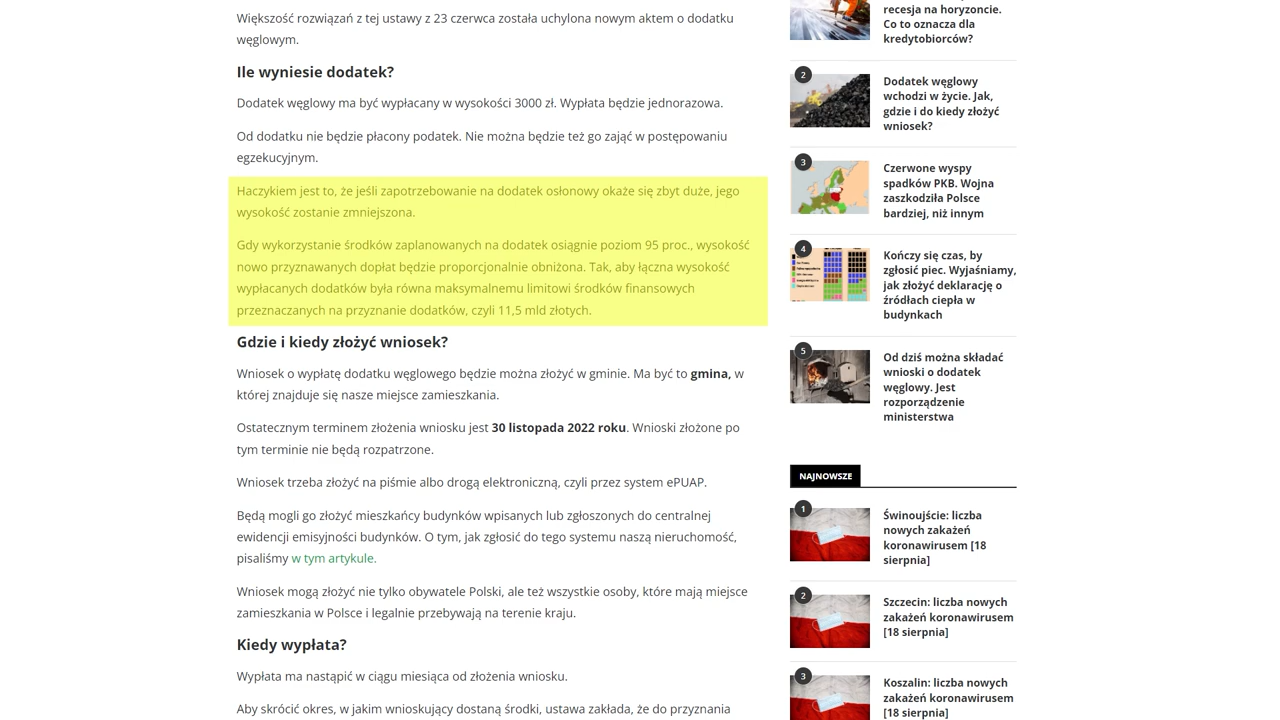 Większość rozwiązań z tej ustawy z 23 czerwca została uchylona nowym aktem o dodatku
węglowym.
Ile wyniesie dodatek?
Dodatek węglowy ma być wypłacany w wysokości 3000 zł. Wypłata będzie jednorazowa.
Od dodatku nie będzie płacony podatek. Nie można będzie też go zająć w postępowaniu
egzekucyjnym.
Haczykiem jest to, że jeśli zapotrzebowanie na dodatek osłonowy okaże się zbyt duże, jego
wysokość zostanie zmniejszona.
Gdy wykorzystanie środków zaplanowanych na dodatek osiągnie poziom 95 proc., wysokość
nowo przyznawanych dopłat będzie proporcjonalnie obniżona. Tak, aby łączna wysokość
wypłacanych dodatków była równa maksymalnemu limitowi środków finansowych
przeznaczanych na przyznanie dodatków, czyli 11,5 mld złotych.
Gdzie i kiedy złożyć wniosek?
Wniosek o wypłatę dodatku węglowego będzie można złożyć w gminie. Ma być to gmina, w
której znajduje się nasze miejsce zamieszkania.
Ostatecznym terminem złożenia wniosku jest 30 listopada 2022 roku. Wnioski złożone po
tym terminie nie będą rozpatrzone.
Wniosek trzeba złożyć na piśmie albo drogą elektroniczną, czyli przez system ePUAP.
Będą mogli go złożyć mieszkańcy budynków wpisanych lub zgłoszonych do centralnej
ewidencji emisyjności budynków. O tym, jak zgłosić do tego systemu naszą nieruchomość,
pisaliśmy w tym artykule.
Wniosek mogą złożyć nie tylko obywatele Polski, ale też wszystkie osoby, które mają miejsce
zamieszkania w Polsce i legalnie przebywają na terenie kraju.
Kiedy wypłata?
Wypłata ma nastąpić w ciągu miesiąca od złożenia wniosku.
Aby skrócić okres, w jakim wnioskujący dostaną środki, ustawa zakłada, że do przyznania
recesja na horyzoncie.
Co to oznacza dla
kredytobiorców?
2
Dodatek węglowy
wchodzi w życie. Jak,
gdzie i do kiedy złożyć
wniosek?
3
Czerwone wyspy
spadków PKB. Wojna
zaszkodziła Polsce
bardziej, niż innym
4
Kończy się czas, by
zgłosić piec. Wyjaśniamy,
jak złożyć deklarację o
źródłach ciepła w
budynkach
5
Od dziś można składać
wnioski o dodatek
węglowy. Jest
rozporządzenie
ministerstwa
NAJNOWSZE
1
Świnoujście: liczba
nowych zakażeń
koronawirusem [18
sierpnia]
2
Szczecin: liczba nowych
zakażeń koronawirusem
[18 sierpnia]
3
Koszalin: liczba nowych
zakażeń koronawirusem
[18 sierpnia]